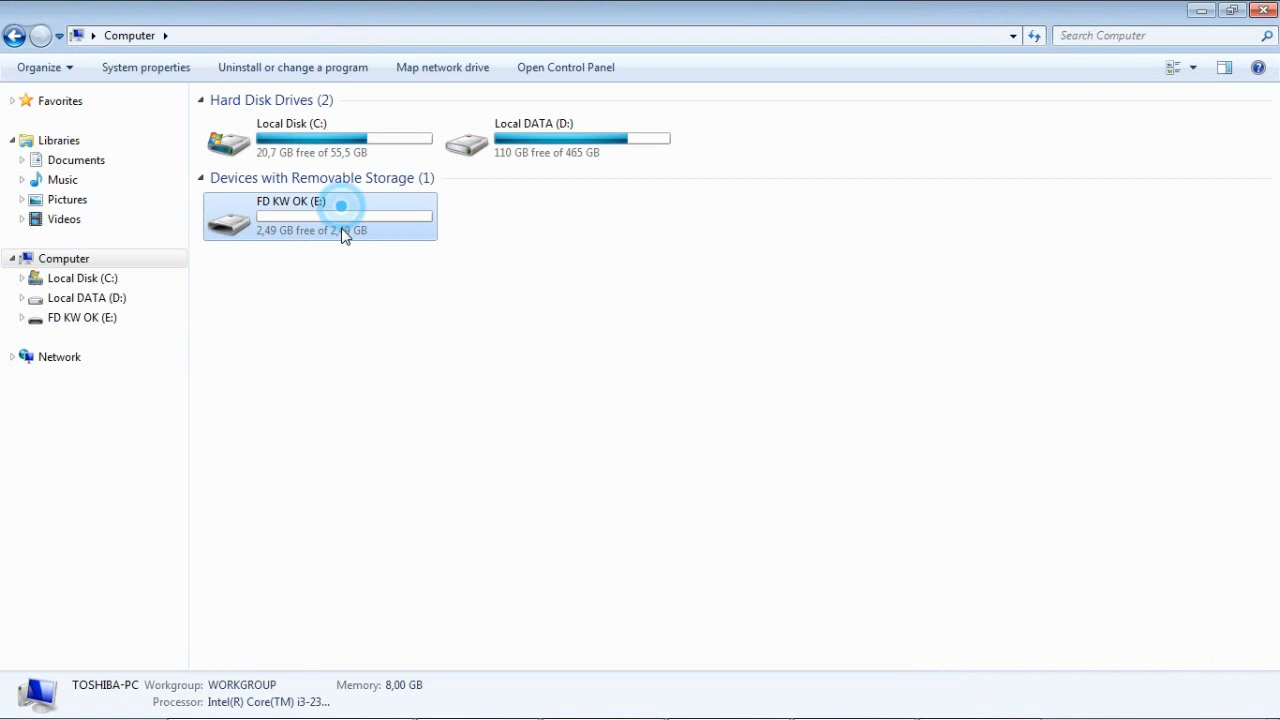 Computer
Search Computer
Organize System properties Uninstall or change a program Map network drive Open Control Panel
Favorites
Libraries
Documents
Music
Pictures
Videos
Computer
Local Disk (C:)
Local DATA (D:)
FD KW OK (E:)
Network
Hard Disk Drives (2)
Local Disk (C:)
20,7 GB free of 55,5 GB
Local DATA (D:)
110 GB free of 465 GB
Devices with Removable Storage (1)
FD KW OK (E:)
2,49 GB free of 2,49 GB
TOSHIBA-PC Workgroup: WORKGROUP Memory: 8,00 GB
Processor: Intel(R) Core(TM) i3-23...